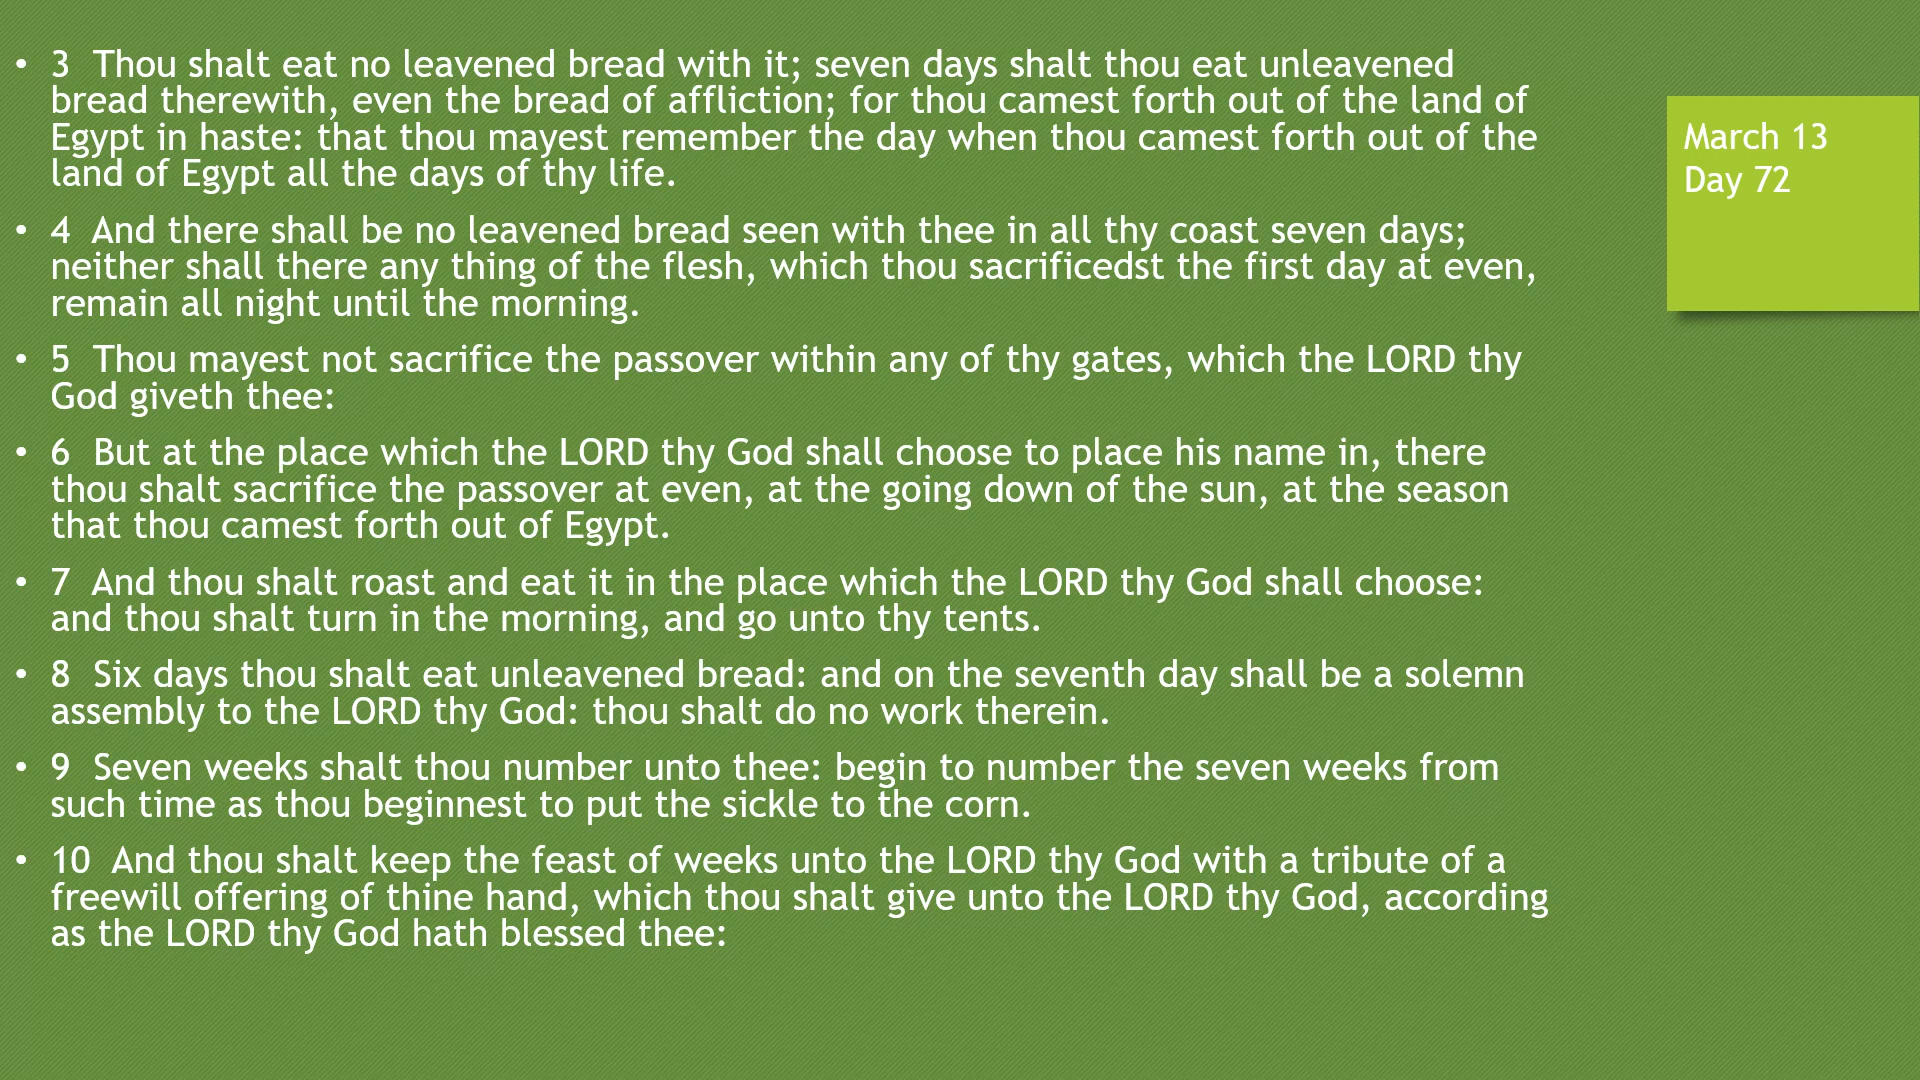 • 3  Thou shalt eat no leavened bread with it; seven days shalt thou eat unleavened
bread therewith, even the bread of affliction; for thou camest forth out of the land of
Egypt in haste: that thou mayest remember the day when thou camest forth out of the
land of Egypt all the days of thy life.
• 4  And there shall be no leavened bread seen with thee in all thy coast seven days;
neither shall there any thing of the flesh, which thou sacrificedst the first day at even,
remain all night until the morning.
• 5  Thou mayest not sacrifice the passover within any of thy gates, which the LORD thy
God giveth thee:
• 6  But at the place which the LORD thy God shall choose to place his name in, there
thou shalt sacrifice the passover at even, at the going down of the sun, at the season
that thou camest forth out of Egypt.
• 7  And thou shalt roast and eat it in the place which the LORD thy God shall choose:
and thou shalt turn in the morning, and go unto thy tents.
• 8  Six days thou shalt eat unleavened bread: and on the seventh day shall be a solemn
assembly to the LORD thy God: thou shalt do no work therein.
• 9  Seven weeks shalt thou number unto thee: begin to number the seven weeks from
such time as thou beginnest to put the sickle to the corn.
• 10  And thou shalt keep the feast of weeks unto the LORD thy God with a tribute of a
freewill offering of thine hand, which thou shalt give unto the LORD thy God, according
as the LORD thy God hath blessed thee:
March 13
Day 72